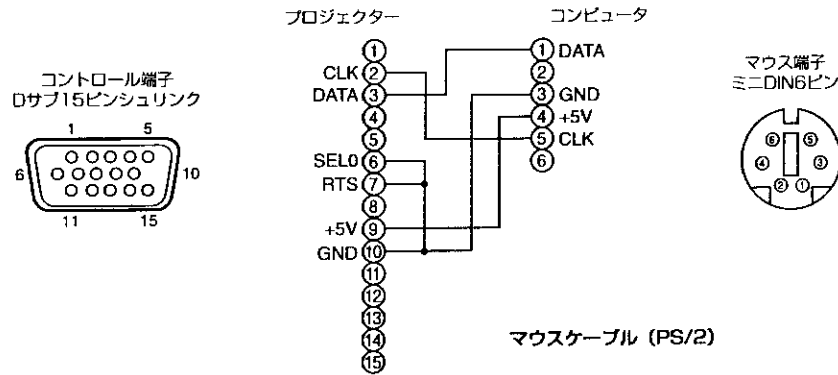 プロジェクター
コンピュータ
コントロール端子
Dサブ15ピンシュリンク
1 5
6 10
11 15
1
CLK 2
DATA 3
4
5
SEL0 6
RTS 7
8
+5V 9
GND 10
11
12
13
14
15
1 DATA
2
3 GND
4 +5V
5 CLK
6
マウス端子
ミニDIN6ピン
6 5
4 3
2 1
マウスケーブル(PS/2)